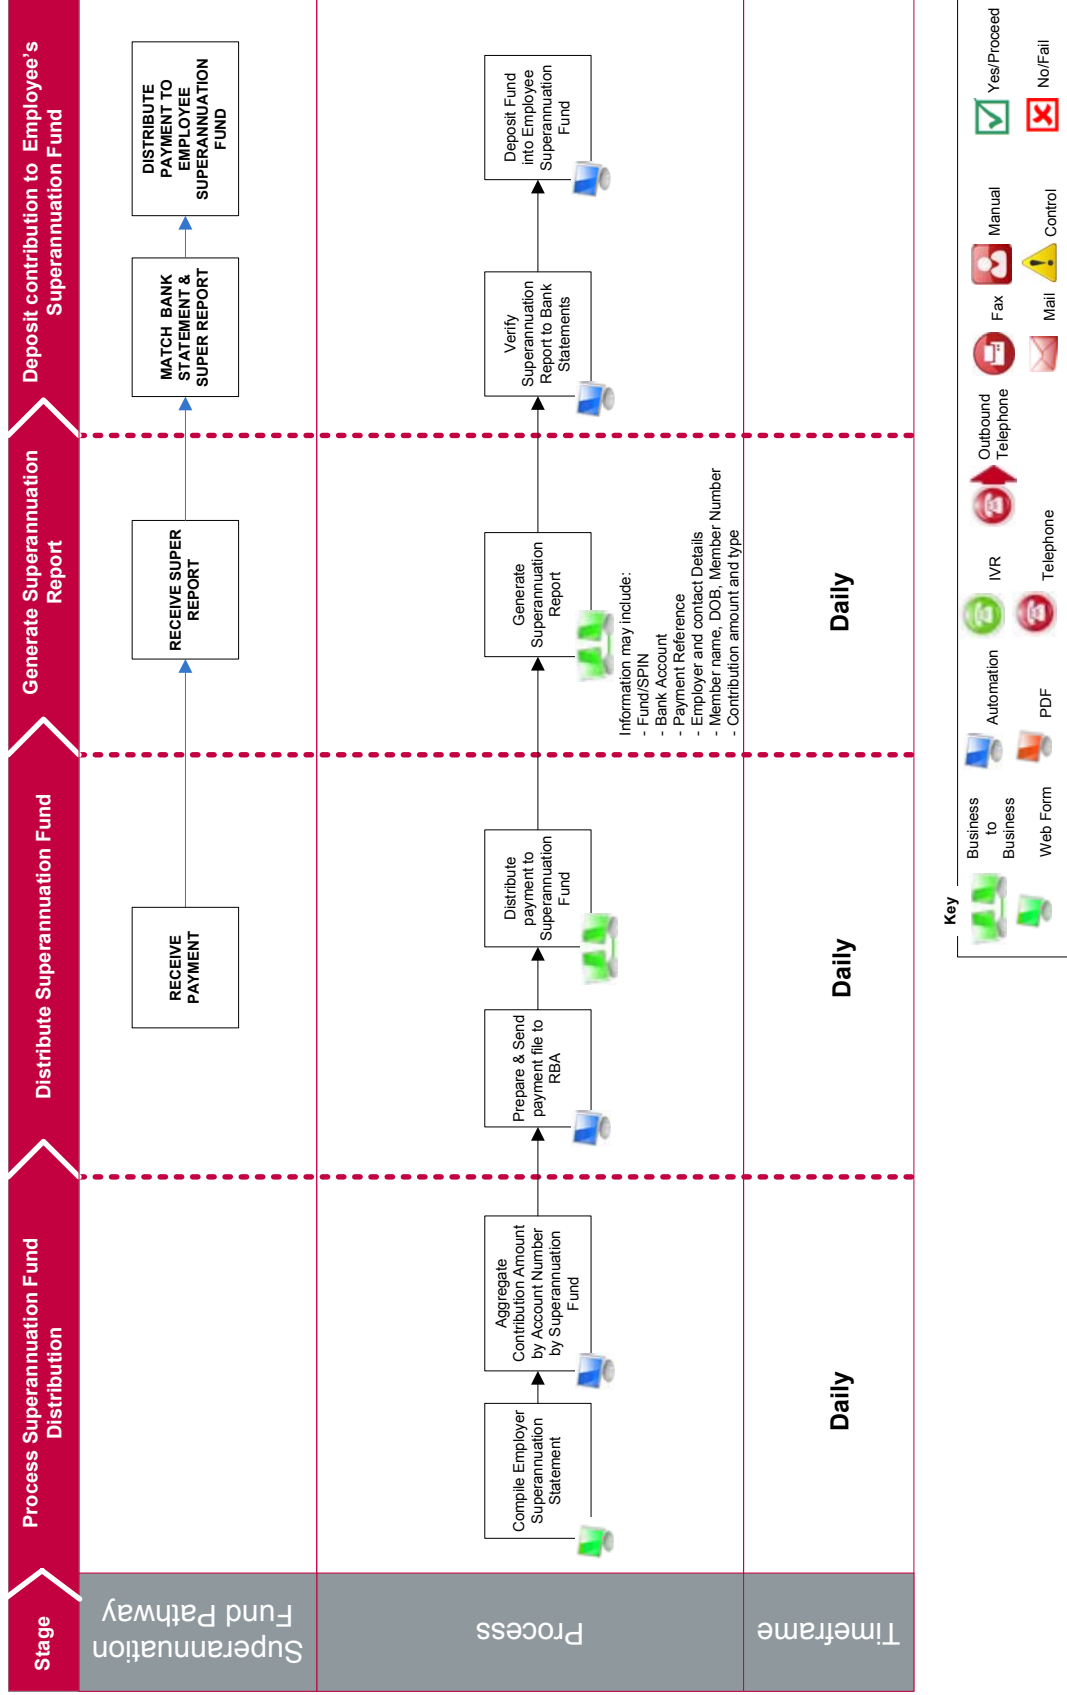 Stage
Process Superannuation Fund
Distribution
Distribute Superannuation Fund
Generate Superannuation
Report
Deposit contribution to Employee's
Superannuation Fund
Superannuation
Fund Pathway
RECEIVE
PAYMENT
RECEIVE SUPER
REPORT
MATCH BANK
STATEMENT &
SUPER REPORT
DISTRIBUTE
PAYMENT TO
EMPLOYEE
SUPERANNUATION
FUND
Process
Compile Employer
Superannuation
Statement
Aggregate
Contribution Amount
by Account Number
by Superannuation
Fund
Prepare & Send
payment file to
RBA
Distribute
payment to
Superannuation
Fund
Generate
Superannuation
Report
Information may include:
- Fund/SPIN
- Bank Account
- Payment Reference
- Employer and contact Details
- Member name, DOB, Member Number
- Contribution amount and type
Verify
Superannuation
Report to Bank
Statements
Deposit Fund
into Employee
Superannuation
Fund
Timeframe
Daily
Daily
Daily
Key
Business
to
Business
Automation
IVR
Outbound
Telephone
Fax
Manual
Yes/Proceed
Web Form
PDF
Telephone
Mail
Control
No/Fail